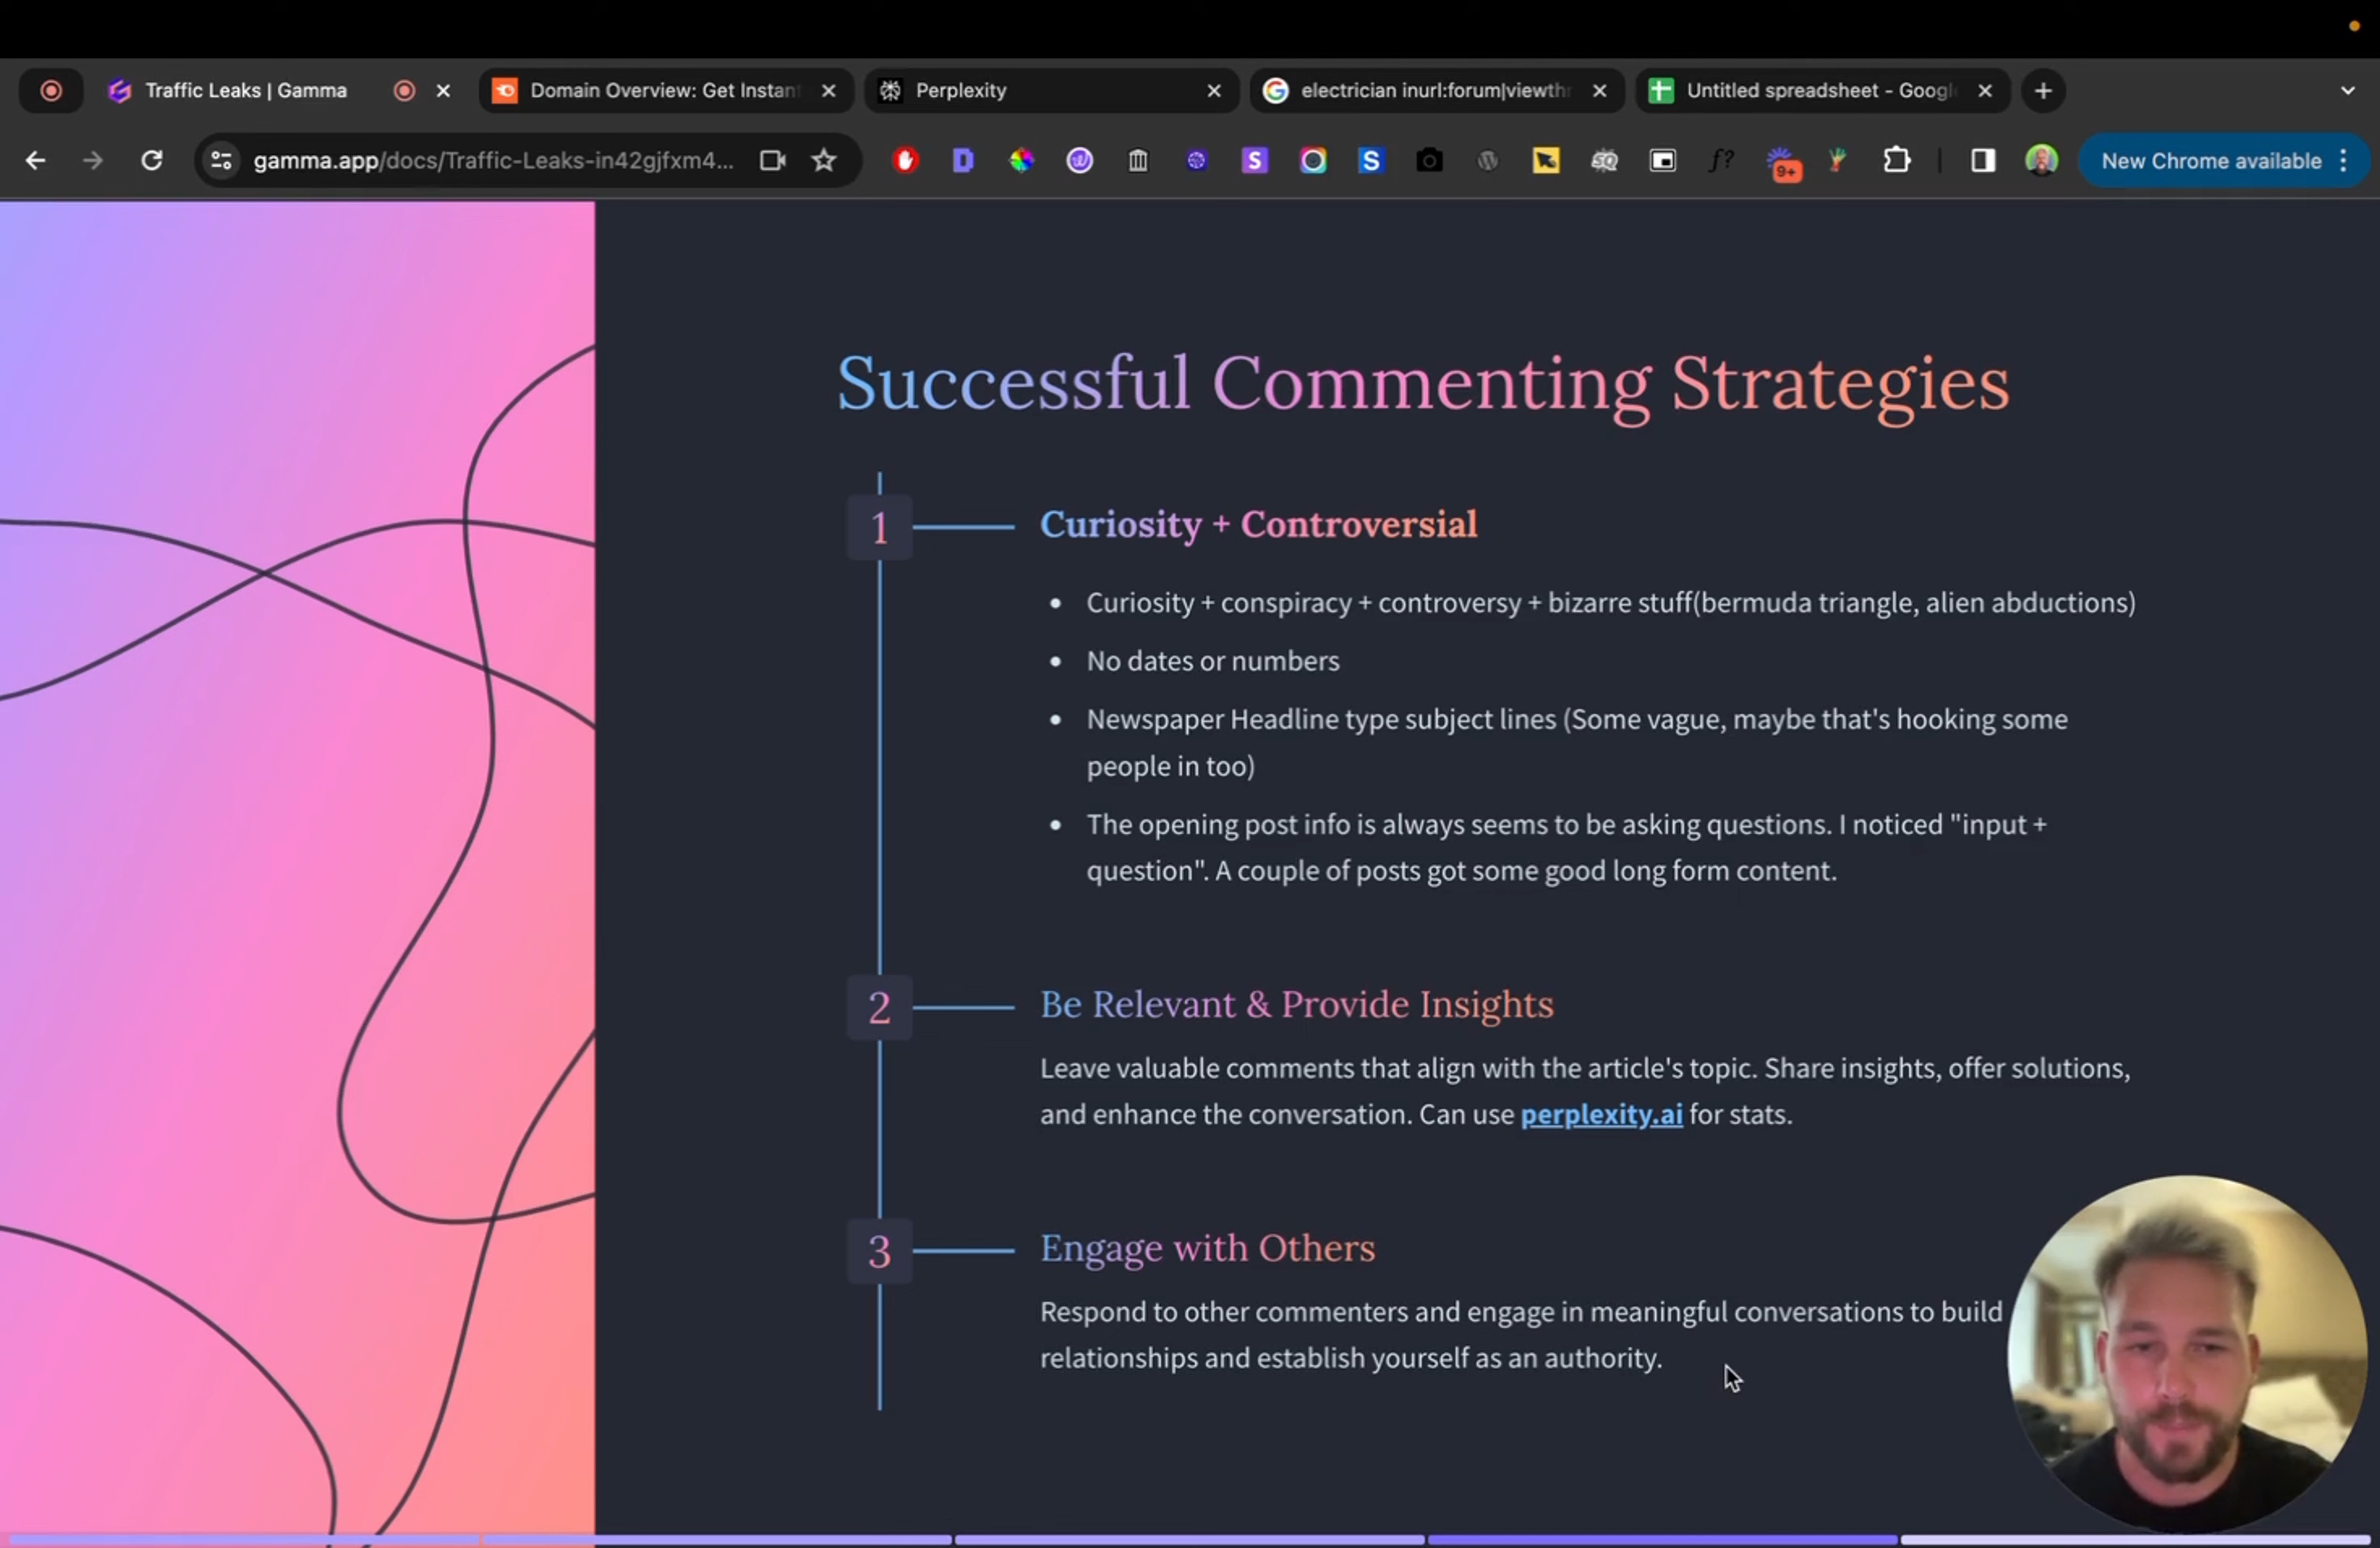 Traffic Leaks | Gamma
Domain Overview: Get Instant
Perplexity
electrician inurl:forum|viewthr
Untitled spreadsheet - Google
gamma.app/docs/Traffic-Leaks-in42gjfxm4...
D
S
S
SQ
f?
9+
New Chrome available
Successful Commenting Strategies
1
Curiosity + Controversial
• Curiosity + conspiracy + controversy + bizarre stuff(bermuda triangle, alien abductions)
• No dates or numbers
• Newspaper Headline type subject lines (Some vague, maybe that's hooking some
people in too)
• The opening post info is always seems to be asking questions. I noticed "input +
question". A couple of posts got some good long form content.
2
Be Relevant & Provide Insights
Leave valuable comments that align with the article's topic. Share insights, offer solutions,
and enhance the conversation. Can use perplexity.ai for stats.
3
Engage with Others
Respond to other commenters and engage in meaningful conversations to build
relationships and establish yourself as an authority.